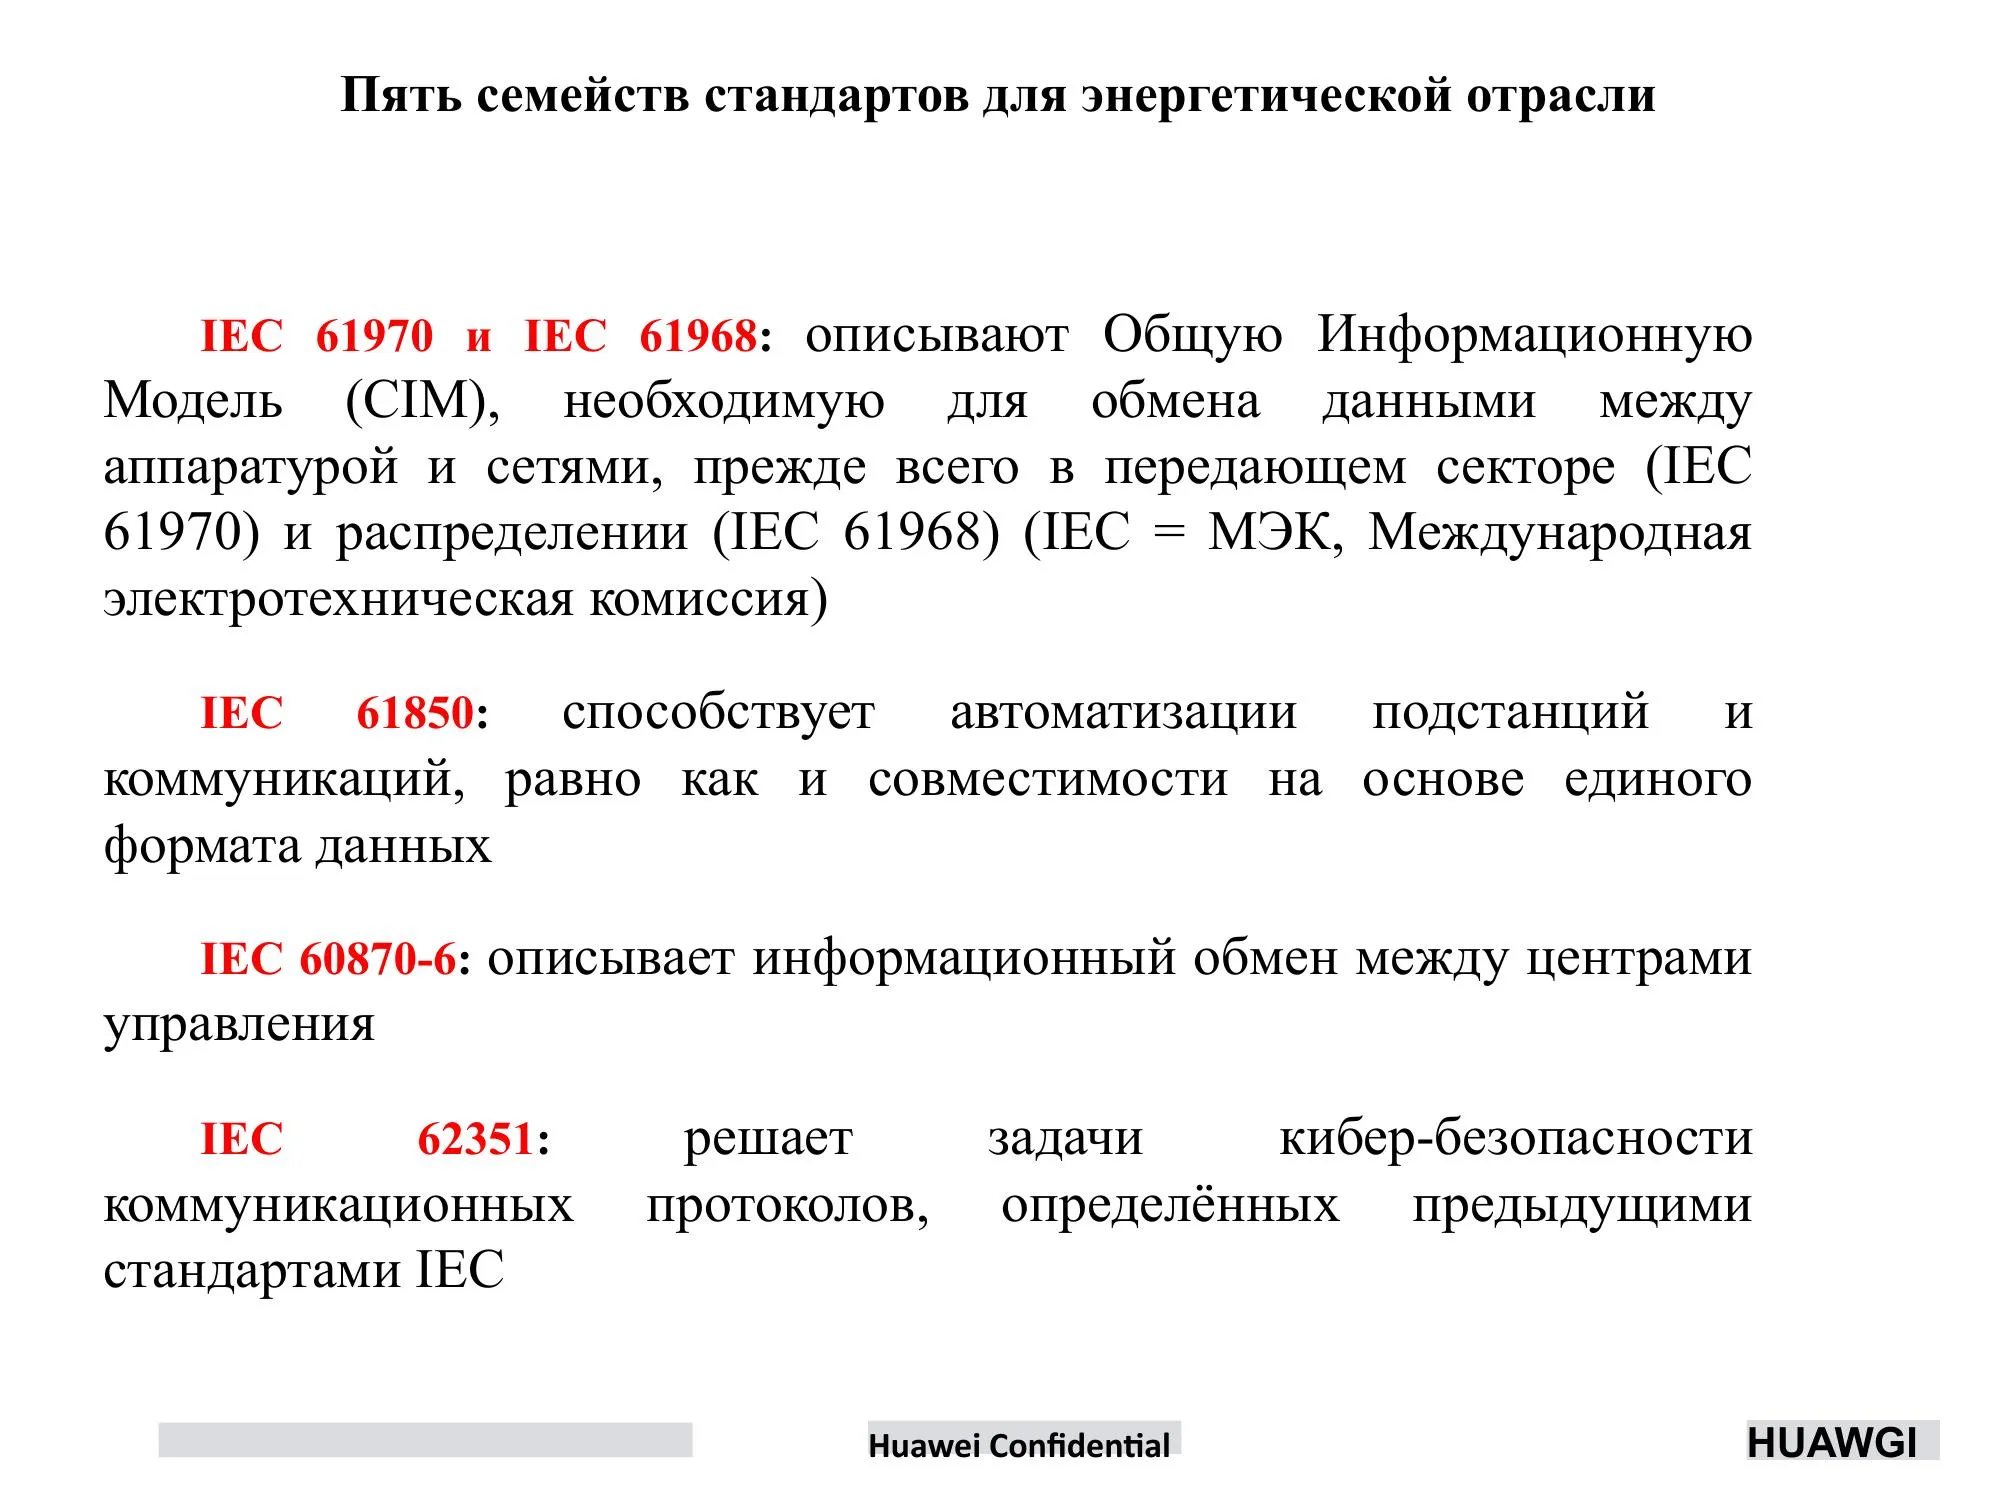 Пять семейств стандартов для энергетической отрасли
IEC 61970 и IEC 61968: описывают Общую Информационную
Модель (CIM), необходимую для обмена данными между
аппаратурой и сетями, прежде всего в передающем секторе (IEC
61970) и распределении (IEC 61968) (IEC = МЭК, Международная
электротехническая комиссия)
IEC 61850: способствует автоматизации подстанций и
коммуникаций, равно как и совместимости на основе единого
формата данных
IEC 60870-6: описывает информационный обмен между центрами
управления
IEC 62351: решает задачи кибер-безопасности
коммуникационных протоколов, определённых предыдущими
стандартами IEC
Huawei Confidential
HUAWGI